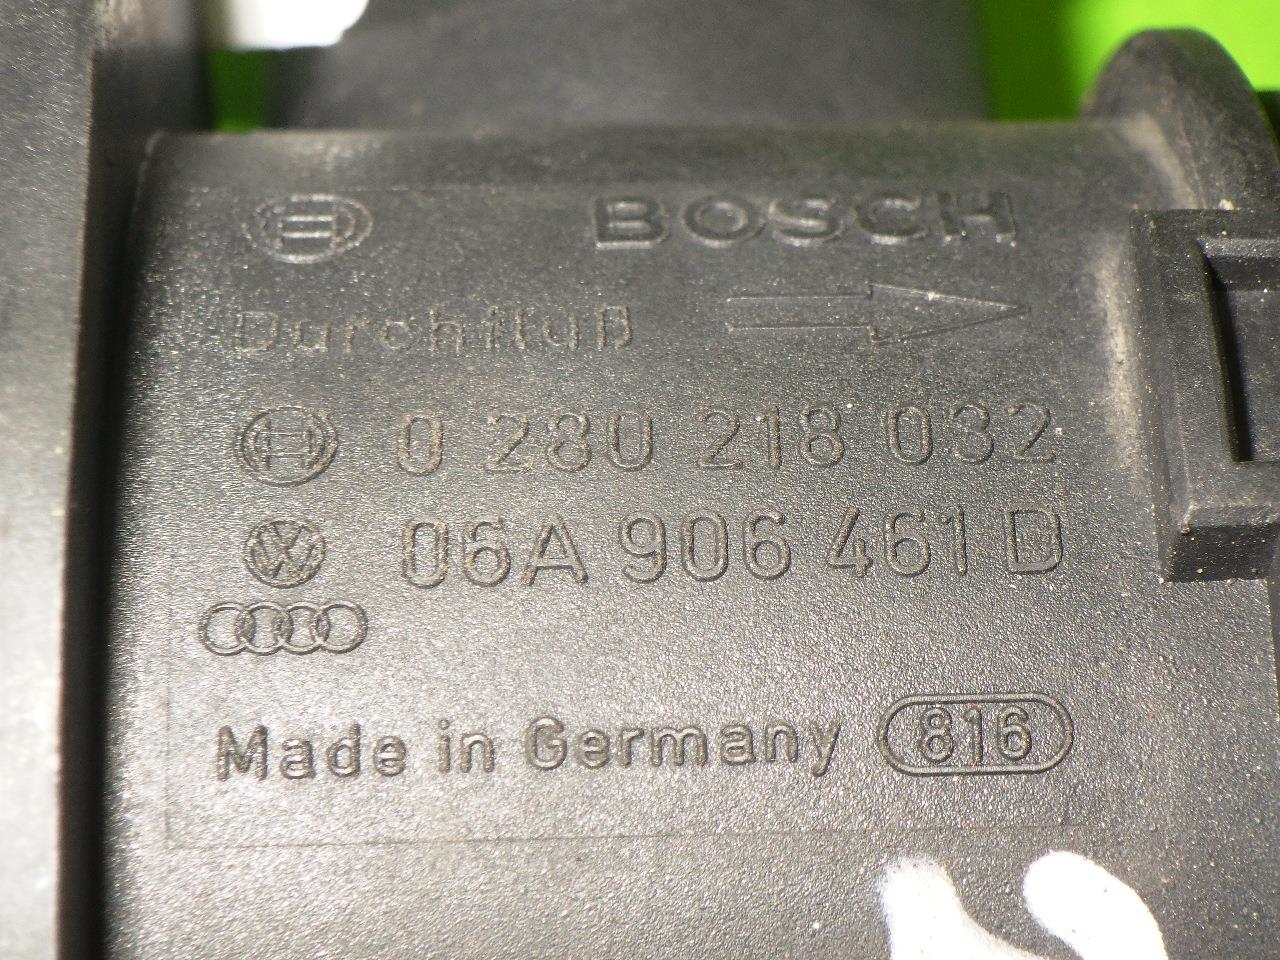 BOSCH
Durchfluß
0 280 218 032
06A 906 461 D
Made in Germany 816